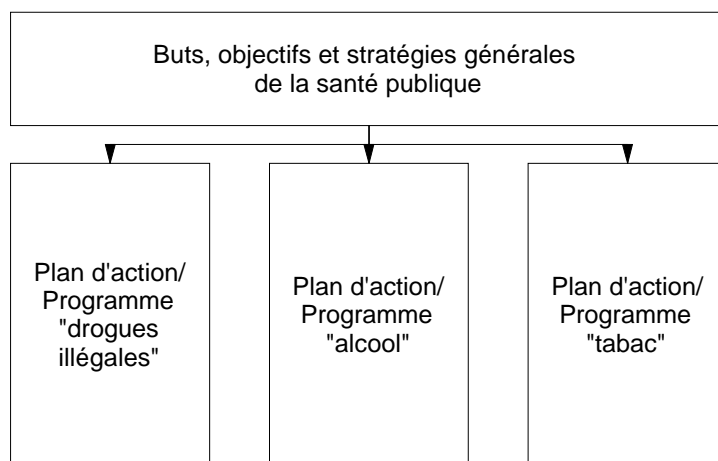 Buts, objectifs et stratégies générales
de la santé publique
Plan d'action/
Programme
"drogues
illégales"
Plan d'action/
Programme
"alcool"
Plan d'action/
Programme
"tabac"